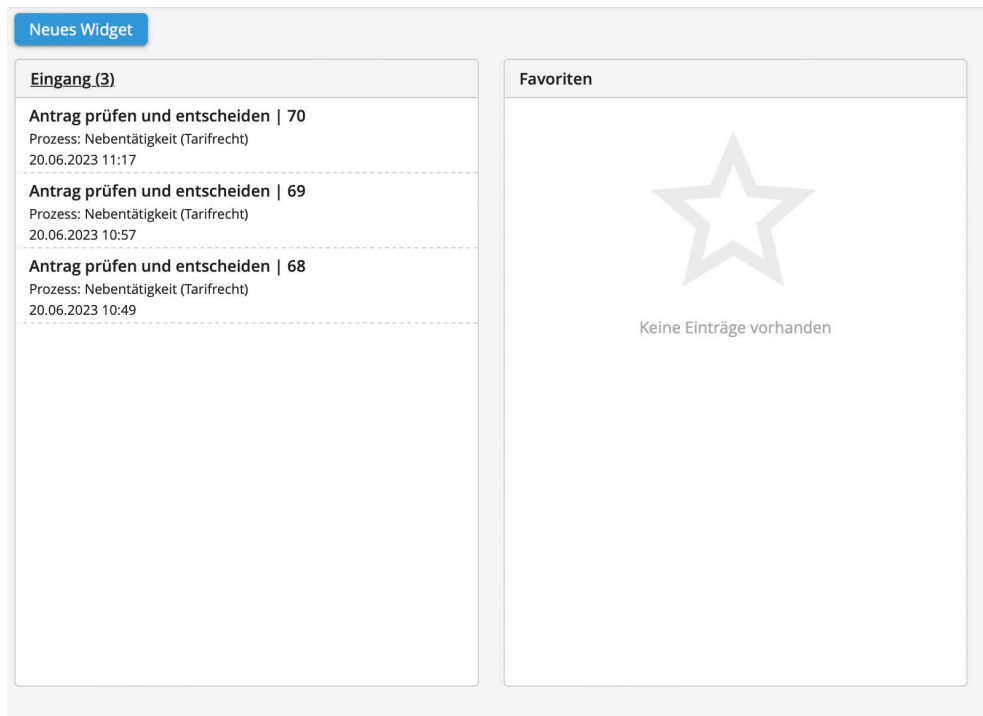 Neues Widget
Eingang (3)
Antrag prüfen und entscheiden | 70
Prozess: Nebentätigkeit (Tarifrecht)
20.06.2023 11:17
Antrag prüfen und entscheiden | 69
Prozess: Nebentätigkeit (Tarifrecht)
20.06.2023 10:57
Antrag prüfen und entscheiden | 68
Prozess: Nebentätigkeit (Tarifrecht)
20.06.2023 10:49
Favoriten
Keine Einträge vorhanden